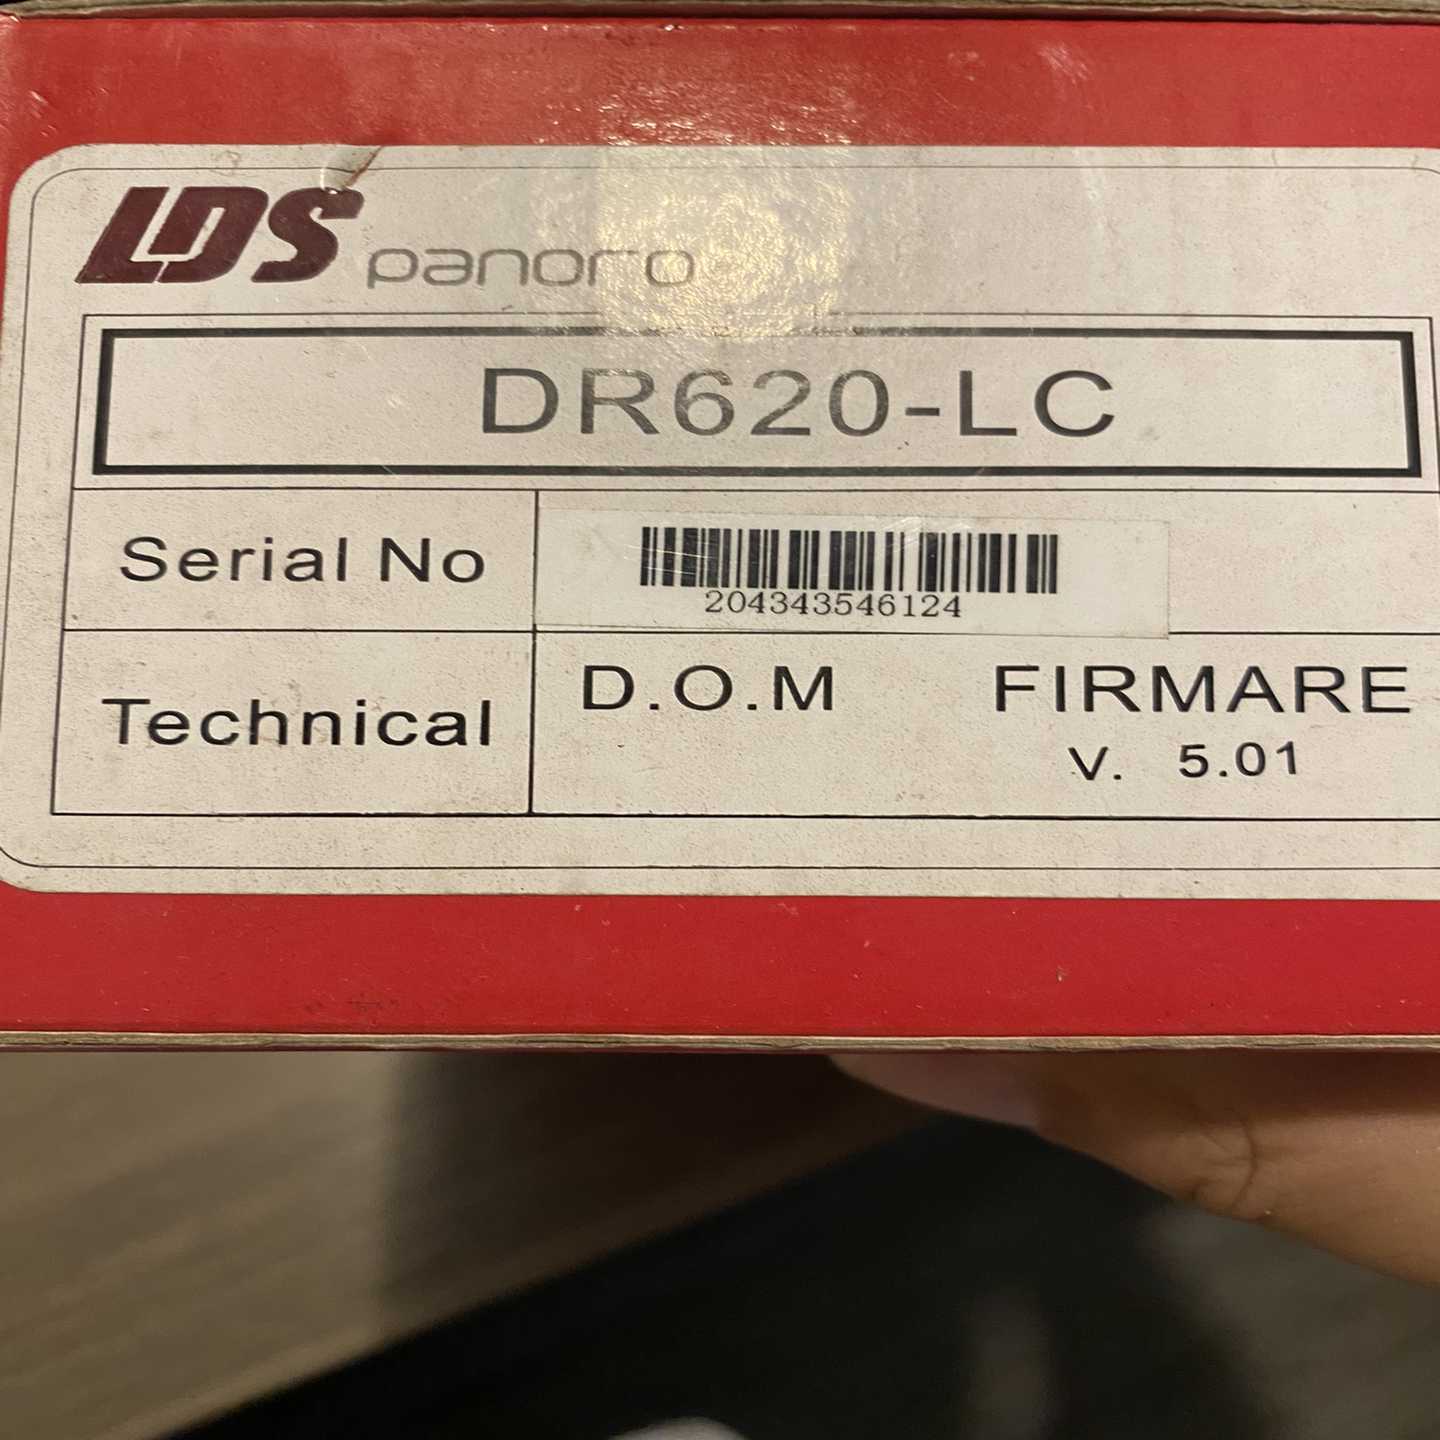 LDS panoro
DR620-LC
Serial No
204343546124
Technical
D.O.M FIRMARE
V. 5.01